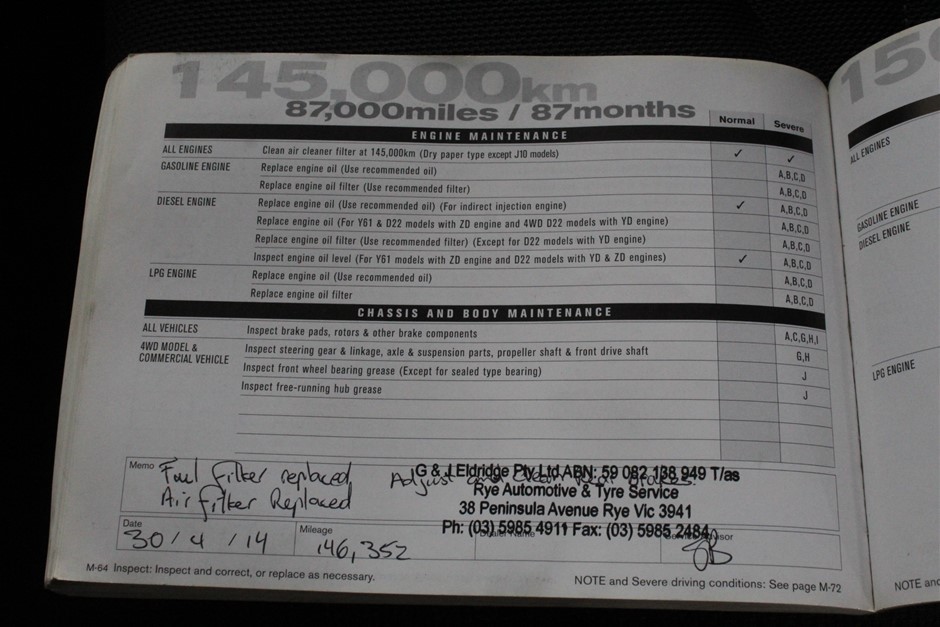 145,000km
87,000miles / 87months
Normal Severe
ENGINE MAINTENANCE
ALL ENGINES Clean air cleaner filter at 145,000km (Dry paper type except J10 models) ✓ ✓
GASOLINE ENGINE Replace engine oil (Use recommended oil) A,B,C,D
Replace engine oil filter (Use recommended filter) A,B,C,D
DIESEL ENGINE Replace engine oil (Use recommended oil) (For indirect injection engine) ✓ A,B,C,D
Replace engine oil (For Y61 & D22 models with ZD engine and 4WD D22 models with YD engine) A,B,C,D
Replace engine oil filter (Use recommended filter) (Except for D22 models with YD engine) A,B,C,D
Inspect engine oil level (For Y61 models with ZD engine and D22 models with YD & ZD engines) ✓ A,B,C,D
LPG ENGINE Replace engine oil (Use recommended oil) A,B,C,D
Replace engine oil filter A,B,C,D
CHASSIS AND BODY MAINTENANCE
ALL VEHICLES Inspect brake pads, rotors & other brake components A,C,G,H,I
4WD MODEL & Inspect steering gear & linkage, axle & suspension parts, propeller shaft & front drive shaft G,H
COMMERCIAL VEHICLE Inspect front wheel bearing grease (Except for sealed type bearing) J
Inspect free-running hub grease J
Memo Fuel filter replaced, Adjust and clean rear brakes.
Air filter Replaced
G & J Eldridge Pty Ltd ABN: 59 082 138 949 T/as
Rye Automotive & Tyre Service
38 Peninsula Avenue Rye Vic 3941
Ph: (03) 5985 4911 Fax: (03) 5985 2484
Date Mileage Dealer Name
30 / 4 / 14 146,352
M-64 Inspect: Inspect and correct, or replace as necessary.
NOTE and Severe driving conditions: See page M-72
150
ALL ENGINES
GASOLINE ENGINE
DIESEL ENGINE
LPG ENGINE
NOTE and